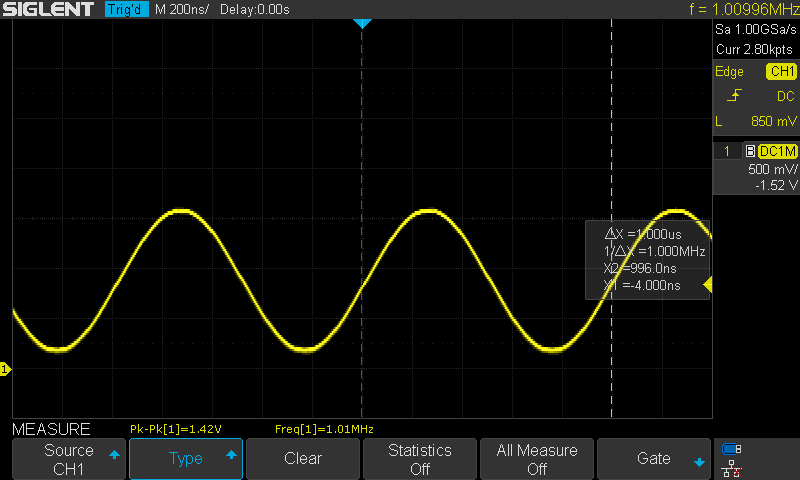 SIGLENT Trig'd M 200ns/ Delay:0.00s f = 1.00996MHz
Sa 1.00GSa/s
Curr 2.80kpts
Edge CH1
DC
L 850 mV
1 B DC1M
500 mV/
-1.52 V
ΔX =1.000us
1/ΔX =1.000MHz
X2=996.0ns
X1 =-4.000ns
1
MEASURE Pk-Pk[1]=1.42V Freq[1]=1.01MHz
Source
CH1
Type
Clear
Statistics
Off
All Measure
Off
Gate